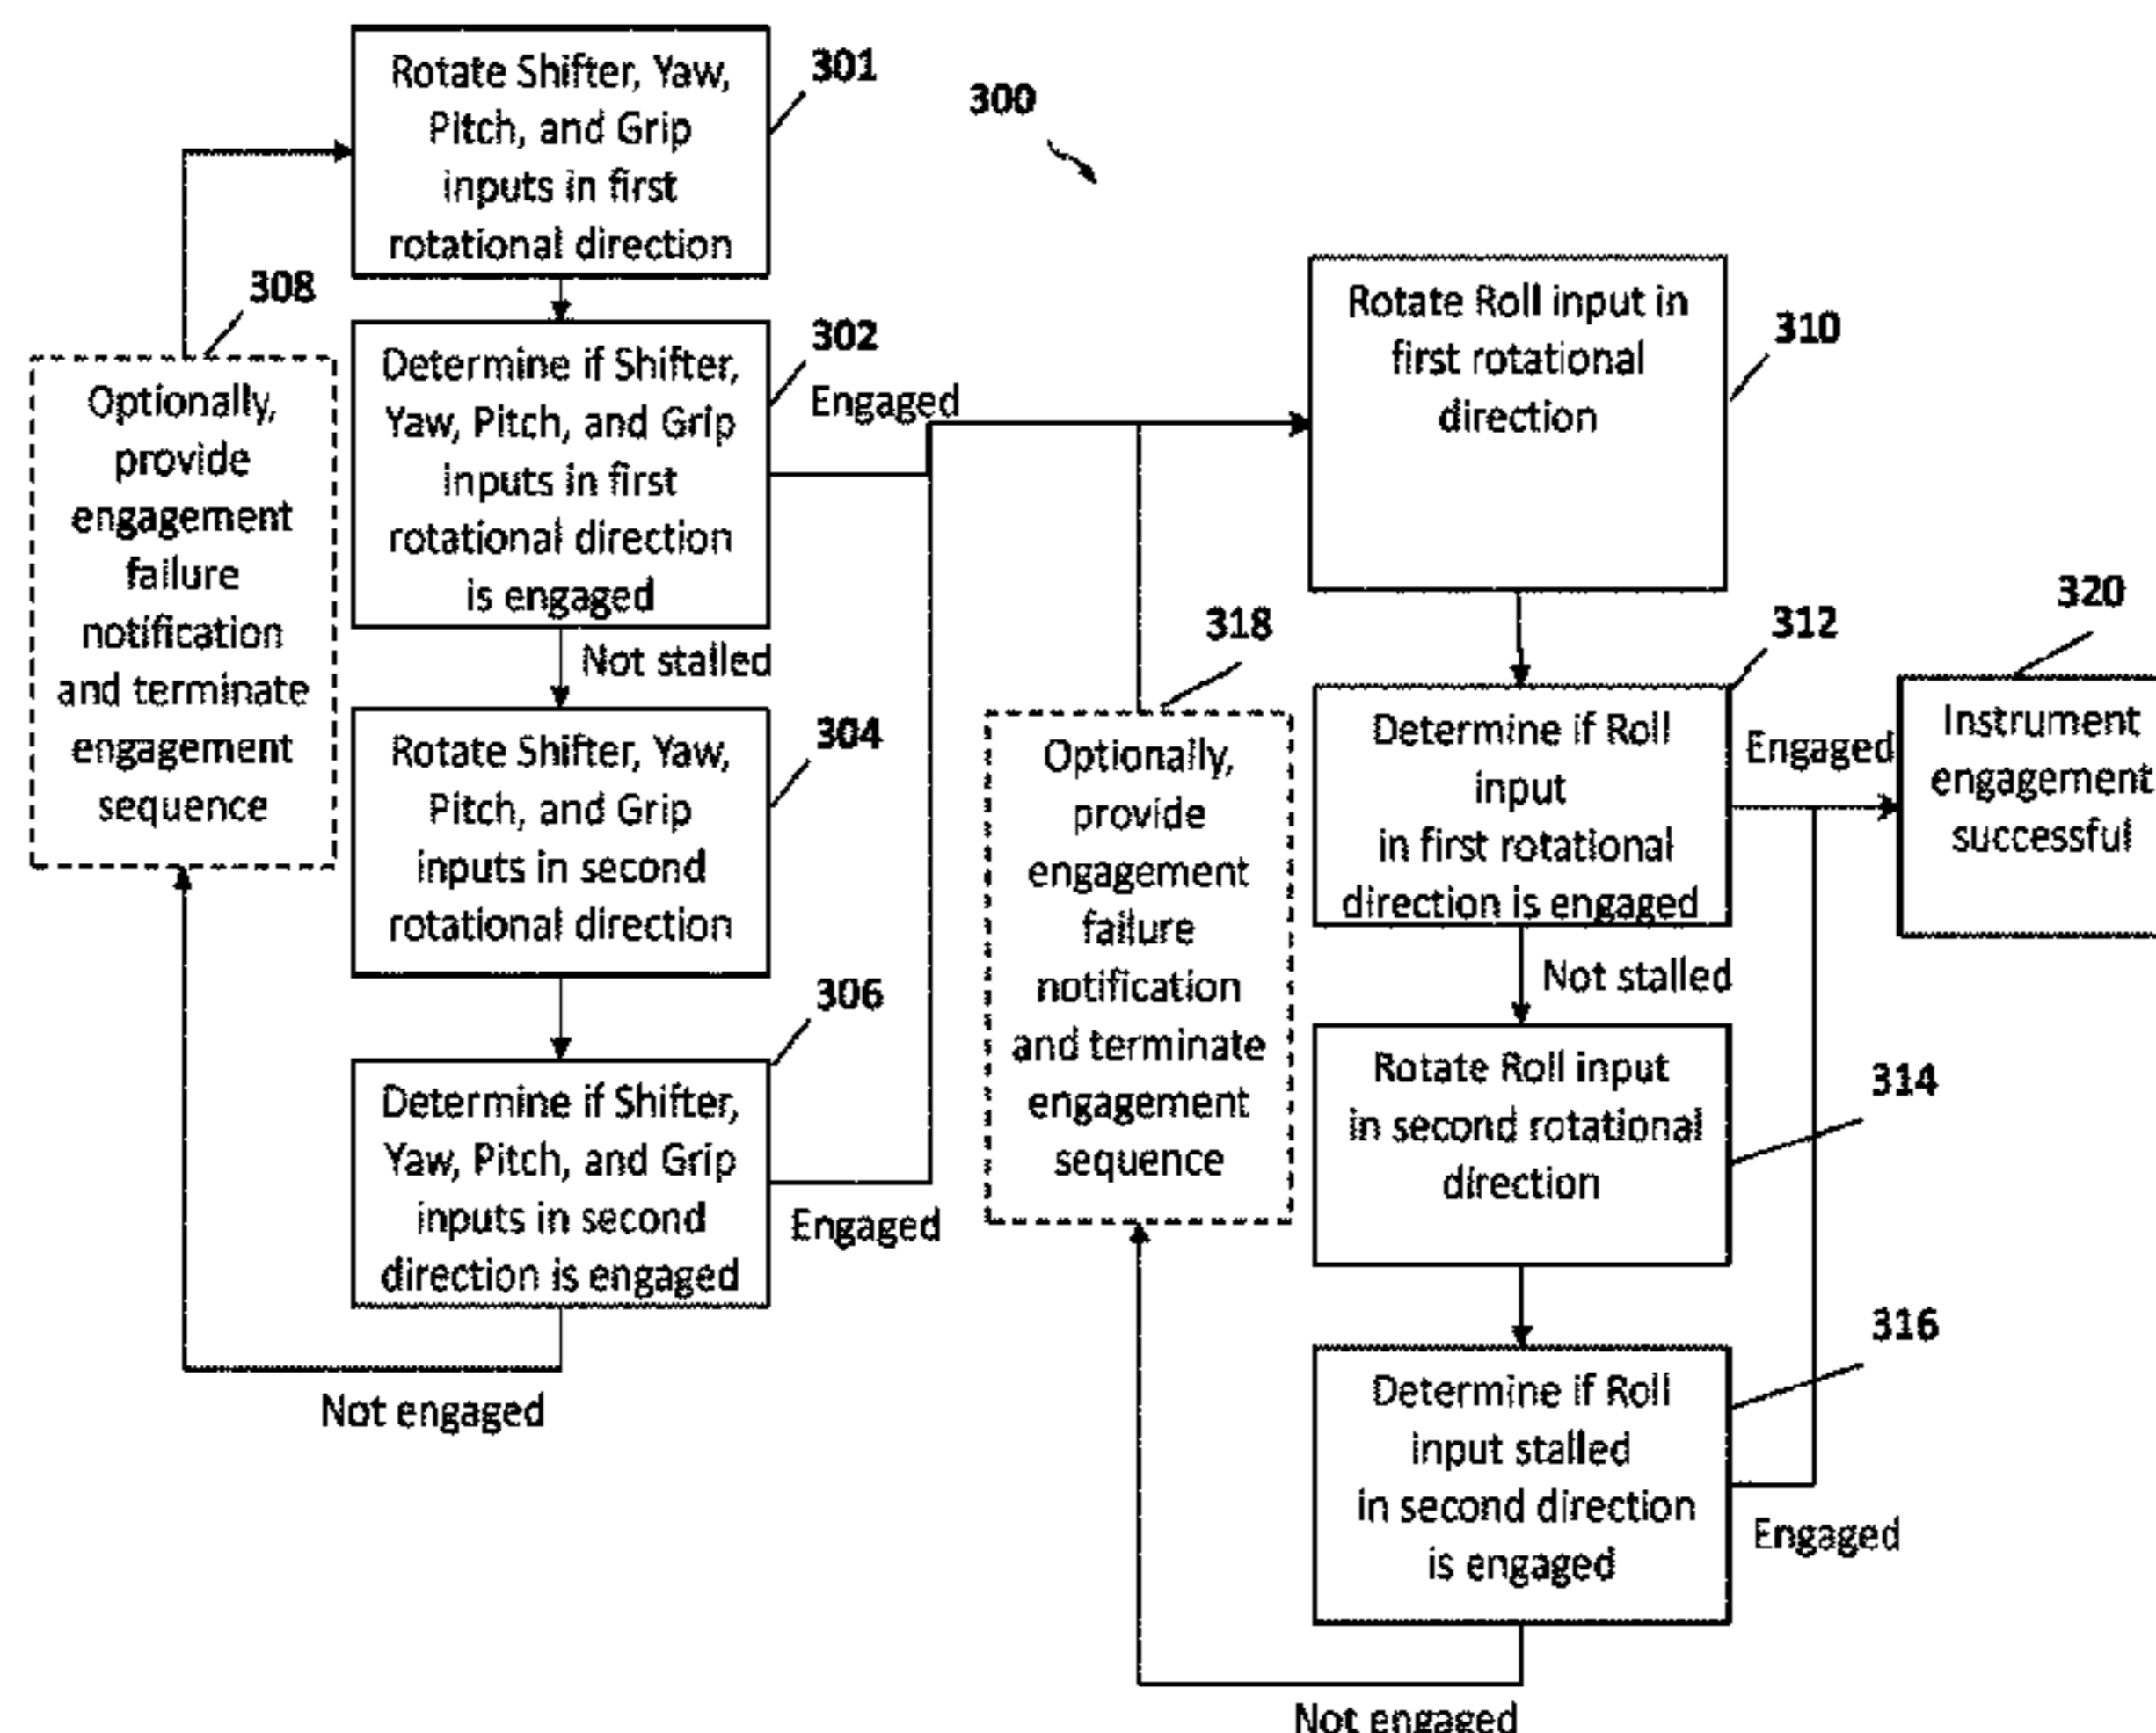 Rotate Shifter, Yaw,
Pitch, and Grip
inputs in first
rotational direction
301
300
308
Optionally,
provide
engagement
failure
notification
and terminate
engagement
sequence
Determine if Shifter,
Yaw, Pitch, and Grip
inputs in first
rotational direction
is engaged
302
Engaged
Not stalled
Rotate Shifter, Yaw,
Pitch, and Grip
inputs in second
rotational direction
304
Determine if Shifter,
Yaw, Pitch, and Grip
inputs in second
direction is engaged
306
Engaged
Not engaged
Rotate Roll input in
first rotational
direction
310
Determine if Roll
input
in first rotational
direction is engaged
312
Engaged
320
Instrument
engagement
successful
318
Optionally,
provide
engagement
failure
notification
and terminate
engagement
sequence
Not stalled
Rotate Roll input
in second rotational
direction
314
Determine if Roll
input stalled
in second direction
is engaged
316
Engaged
Not engaged